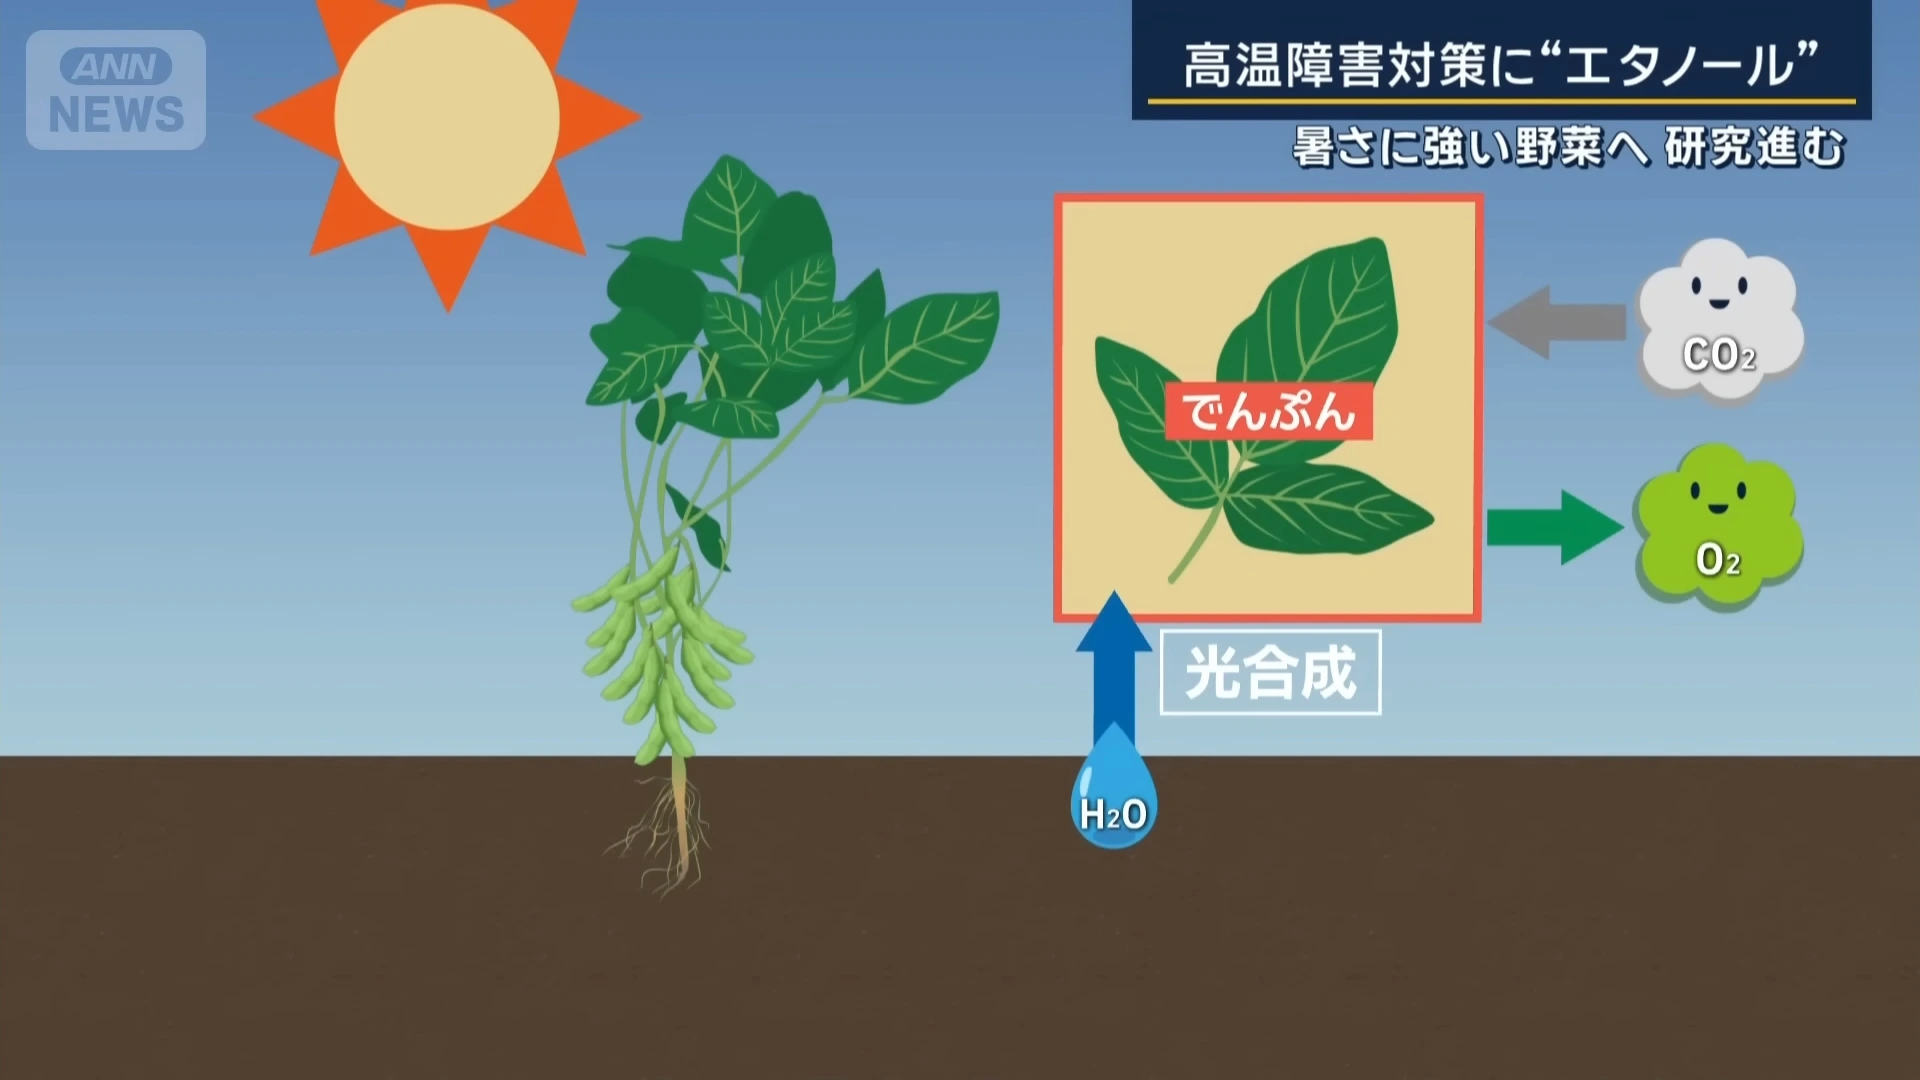 ANN
NEWS
高温障害対策に“エタノール”
暑さに強い野菜へ 研究進む
CO2
でんぷん
O2
光合成
H2O